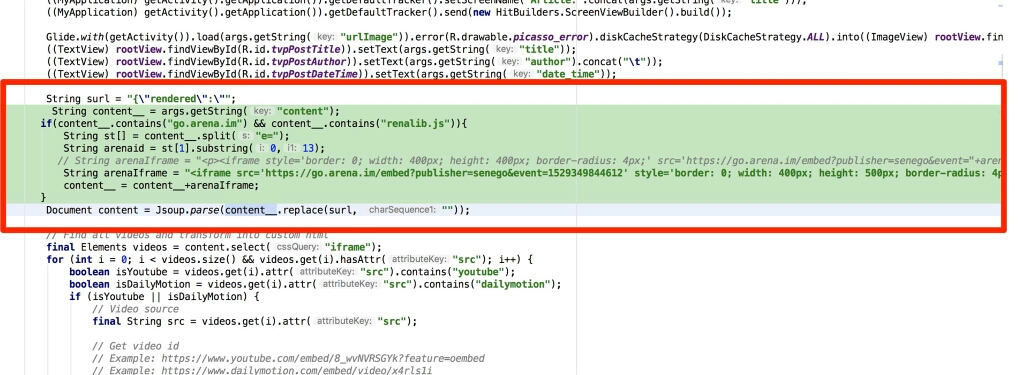 ((MyApplication) getActivity().getApplication()).getDefaultTracker().send(new HitBuilders.ScreenViewBuilder().build());
Glide.with(getActivity()).load(args.getString( key: "urlImage")).error(R.drawable.picasso_error).diskCacheStrategy(DiskCacheStrategy.ALL).into((ImageView) rootView.fin
((TextView) rootView.findViewById(R.id.tvpPostTitle)).setText(args.getString( key: "title"));
((TextView) rootView.findViewById(R.id.tvpPostAuthor)).setText(args.getString( key: "author").concat("\t"));
((TextView) rootView.findViewById(R.id.tvpPostDateTime)).setText(args.getString( key: "date_time"));
String surl = "{\"rendered\":\"";
String content__ = args.getString( key: "content");
if(content__.contains("go.arena.im") && content__.contains("renalib.js")){
String st[] = content__.split( s: "e=");
String arenaid = st[1].substring( i: 0, i1: 13);
// String arenaIframe = "<p><iframe style='border: 0; width: 400px; height: 400px; border-radius: 4px;' src='https://go.arena.im/embed?publisher=senego&event="+aren
String arenaIframe = "<iframe src='https://go.arena.im/embed?publisher=senego&event=1529349844612' style='border: 0; width: 400px; height: 500px; border-radius: 4p
content__ = content__+arenaIframe;
}
Document content = Jsoup.parse(content__.replace(surl, charSequence1: ""));
// Find all videos and transform into custom html
final Elements videos = content.select( cssQuery: "iframe");
for (int i = 0; i < videos.size() && videos.get(i).hasAttr( attributeKey: "src"); i++) {
boolean isYoutube = videos.get(i).attr( attributeKey: "src").contains("youtube");
boolean isDailyMotion = videos.get(i).attr( attributeKey: "src").contains("dailymotion");
if (isYoutube || isDailyMotion) {
// Video source
final String src = videos.get(i).attr( attributeKey: "src");
// Get video id
// Example: https://www.youtube.com/embed/8_wvNVRSGYk?feature=oembed
// Example: https://www.dailymotion.com/embed/video/x4rls1i